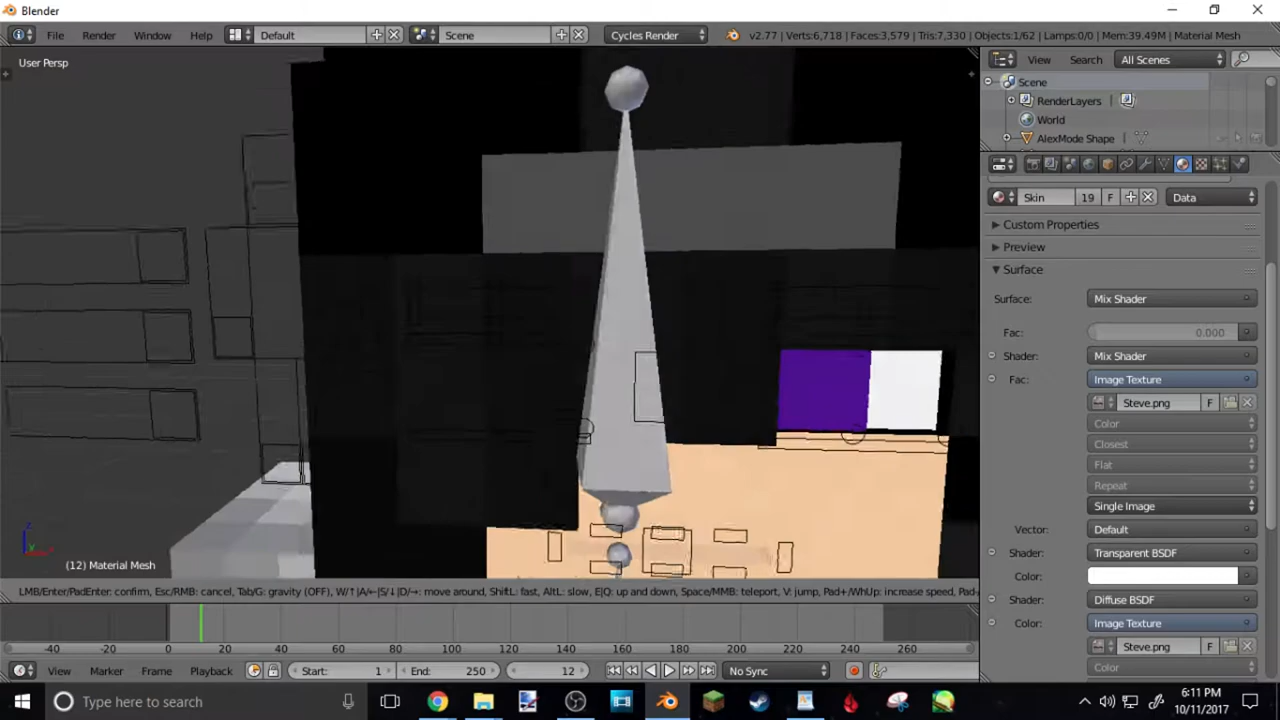 Blender
File Render Window Help Default Scene Cycles Render v2.77 | Verts:6,718 | Faces:3,579 | Tris:7,330 | Objects:1/62 | Lamps:0/0 | Mem:39.49M | Material Mesh
User Persp
View Search All Scenes
Scene
RenderLayers
World
AlexMode Shape
Skin 19 F Data
Custom Properties
Preview
Surface
Surface: Mix Shader
Fac: 0.000
Shader: Mix Shader
Fac: Image Texture
Steve.png F
Color
Closest
Flat
Repeat
Single Image
Vector: Default
Shader: Transparent BSDF
Color:
Shader: Diffuse BSDF
Color: Image Texture
Steve.png F
Color
(12) Material Mesh
LMB/Enter/PadEnter: confirm, Esc/RMB: cancel, Tab/G: gravity (OFF), W/↑|A/←|S/↓|D/→: move around, Shift: fast, AltL: slow, E|Q: up and down, Space/MMB: teleport, V: jump, Pad+/WhUp: increase speed, Pad-
-40 -20 0 20 40 60 80 100 120 140 160 180 200 220 240 260
View Marker Frame Playback Start: 1 End: 250 12 No Sync
Type here to search
6:11 PM
10/11/2017